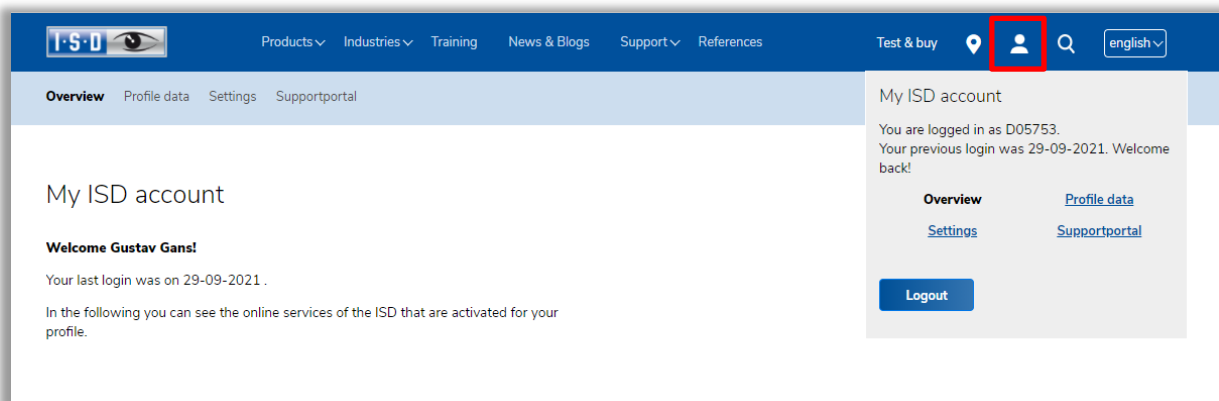 I·S·D
Products Industries Training News & Blogs Support References Test & buy english
Overview Profile data Settings Supportportal
My ISD account
You are logged in as D05753.
Your previous login was 29-09-2021. Welcome
back!
Overview Profile data
Settings Supportportal
Logout
My ISD account
Welcome Gustav Gans!
Your last login was on 29-09-2021 .
In the following you can see the online services of the ISD that are activated for your
profile.